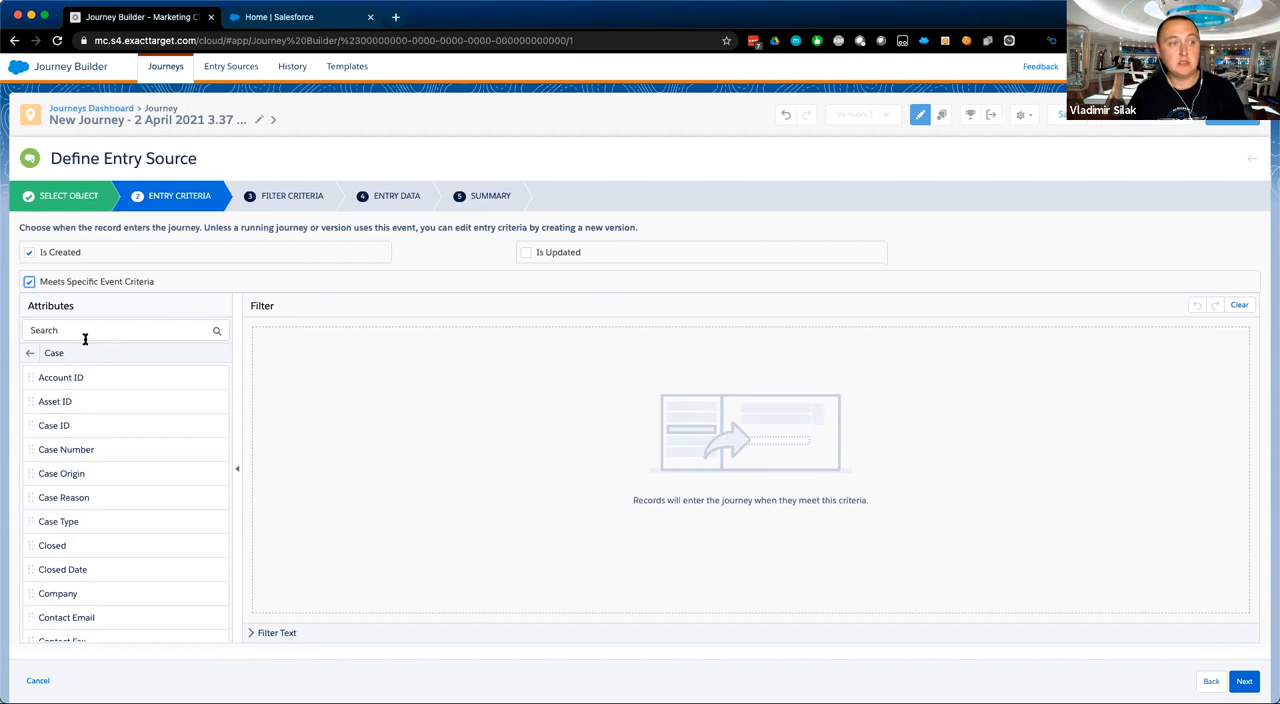 Journey Builder - Marketing Cl
Home | Salesforce
mc.s4.exacttarget.com/cloud/#app/Journey%20Builder/%2300000000-0000-0000-0000-000000000000/1
7
Journey Builder
Journeys
Entry Sources
History
Templates
Feedback
Vladimir Silak
Journeys Dashboard > Journey
New Journey - 2 April 2021 3.37 ...
Version 1
Define Entry Source
SELECT OBJECT
2 ENTRY CRITERIA
3 FILTER CRITERIA
4 ENTRY DATA
5 SUMMARY
Choose when the record enters the journey. Unless a running journey or version uses this event, you can edit entry criteria by creating a new version.
Is Created
Is Updated
Meets Specific Event Criteria
Attributes
Filter
Clear
Search
Case
Account ID
Asset ID
Case ID
Case Number
Case Origin
Case Reason
Case Type
Closed
Closed Date
Company
Contact Email
Records will enter the journey when they meet this criteria.
Filter Text
Cancel
Back
Next